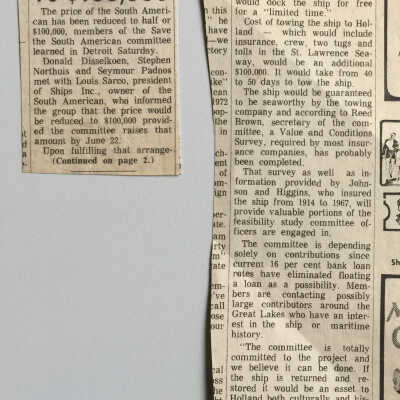 The price of the South Ameri-
can has been reduced to half or
$100,000, members of the Save
the South American committee
learned in Detroit Saturday.
Donald Disselkoen, Stephen
Northuis and Seymour Padnos
met with Louis Sarco, president
of Ships Inc., owner of the
South American, who informed
the group that the price would
be reduced to $100,000 provid-
ed the committee raises that
amount by June 22.
Upon fulfilling that arrange-
(Continued on page 2.)
would dock the ship for free
for a "limited time."
Cost of towing the ship to Hol-
land — which would include
insurance, crew, two tugs and
tolls in the St. Lawrence Sea-
way, would be an additional
$100,000. It would take from 40
to 50 days to tow the ship.
The ship would be guaranteed
to be seaworthy by the towing
company and according to Reed
Brown, secretary of the com-
mittee, a Value and Conditions
Survey, required by most insur-
ance companies, has probably
been completed.
That survey as well as in-
formation provided by John-
son and Higgins, who insured
the ship from 1914 to 1967, will
provide valuable portions of the
feasibility study committee of-
ficers are engaged in.
The committee is depending
solely on contributions since
current 16 per cent bank loan
rates have eliminated floating
a loan as a possibility. Mem-
bers are contacting possibly
large contributors around the
Great Lakes who have an inter-
est in the ship or maritime
history.
"The committee is totally
committed to the project and
we believe it can be done. If
the ship is returned and re-
stored it would be an asset to
Holland both culturally and his-